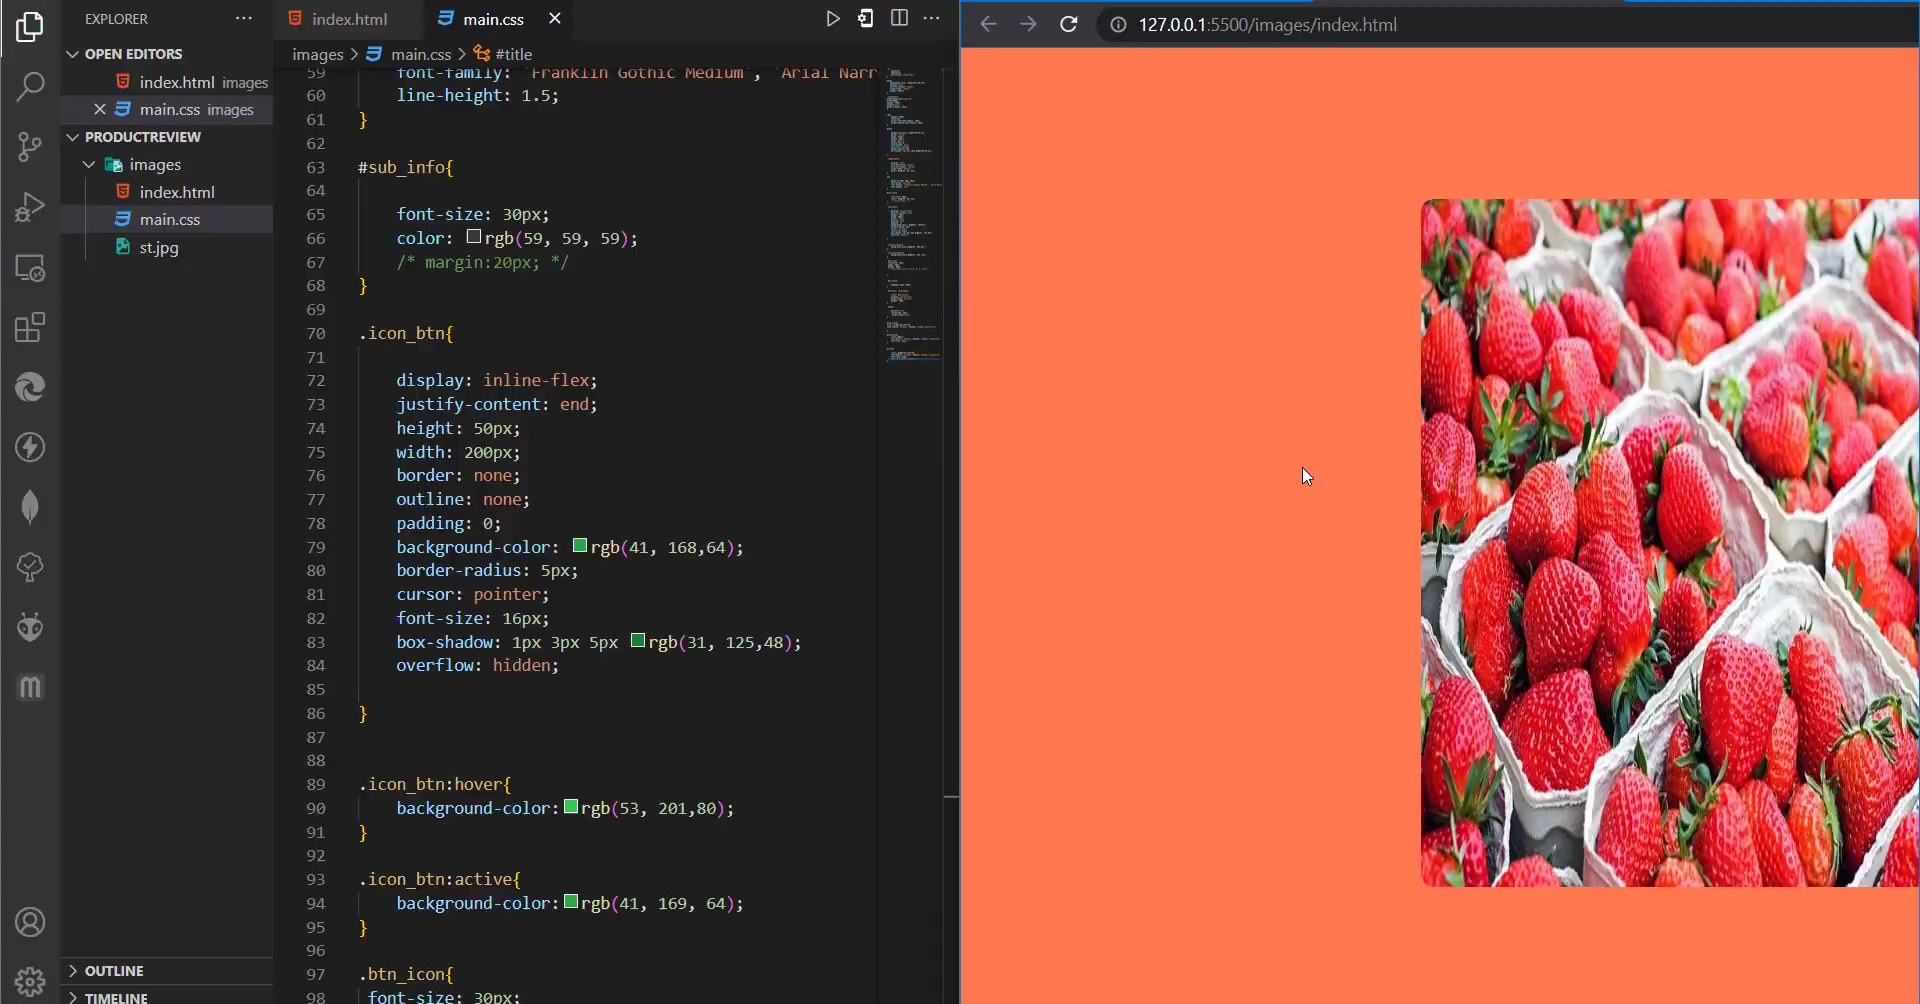 EXPLORER
OPEN EDITORS
index.html images
main.css images
PRODUCTREVIEW
images
index.html
main.css
st.jpg
OUTLINE
TIMELINE
index.html
main.css
images > main.css > #title
59 font-family: 'Franklin Gothic Medium', 'Arial Narr
60 line-height: 1.5;
61 }
62
63 #sub_info{
64
65 font-size: 30px;
66 color: rgb(59, 59, 59);
67 /* margin:20px; */
68 }
69
70 .icon_btn{
71
72 display: inline-flex;
73 justify-content: end;
74 height: 50px;
75 width: 200px;
76 border: none;
77 outline: none;
78 padding: 0;
79 background-color: rgb(41, 168,64);
80 border-radius: 5px;
81 cursor: pointer;
82 font-size: 16px;
83 box-shadow: 1px 3px 5px rgb(31, 125,48);
84 overflow: hidden;
85
86 }
87
88
89 .icon_btn:hover{
90 background-color: rgb(53, 201,80);
91 }
92
93 .icon_btn:active{
94 background-color: rgb(41, 169, 64);
95 }
96
97 .btn_icon{
98 font-size: 30px;
127.0.0.1:5500/images/index.html